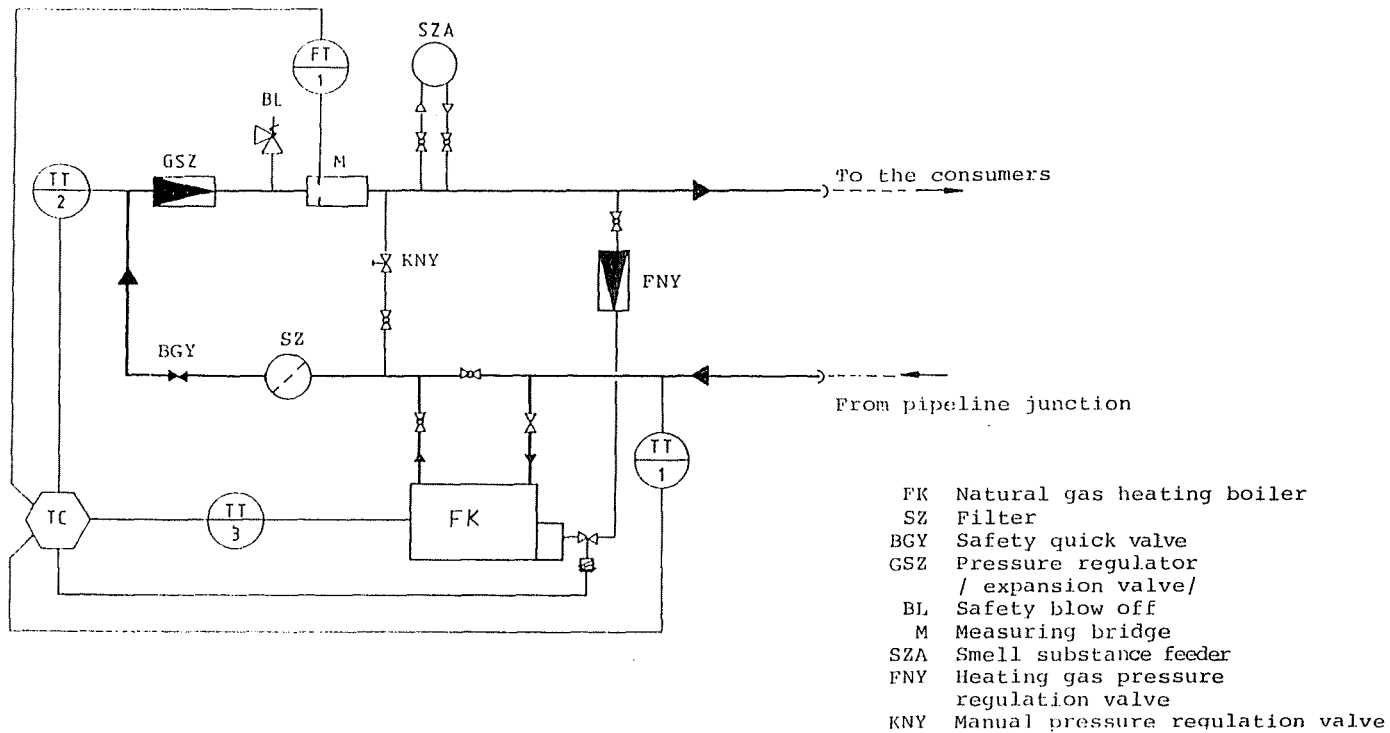 SZA
FT
1
BL
GSZ
M
TT
2
To the consumers
KNY
FNY
SZ
BGY
From pipeline junction
TT
1
TC
TT
3
FK
FK Natural gas heating boiler
SZ Filter
BGY Safety quick valve
GSZ Pressure regulator
/ expansion valve/
BL Safety blow off
M Measuring bridge
SZA Smell substance feeder
FNY Heating gas pressure
regulation valve
KNY Manual pressure regulation valve